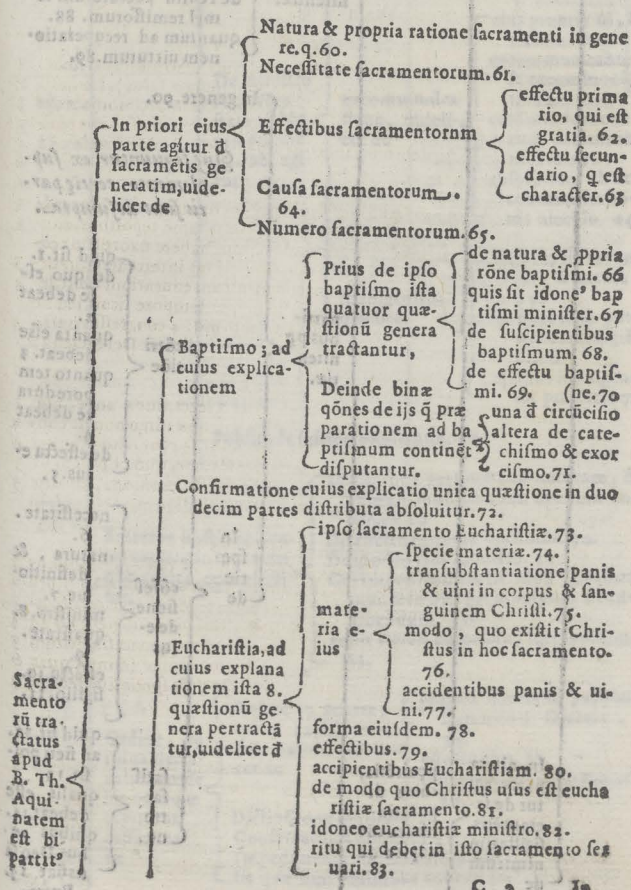 Natura & propria ratione sacramenti in gene
re.q.60.
Necessitate sacramentorum.61.
In priori eius
parte agitur đ
sacramētis ge
neratim,uide-
licet de
Effectibus sacramentornm
effectu prima
rio, qui est
gratia. 62.
effectu secun-
dario, q est
character.63
Causa sacramentorum.
64.
Numero sacramentorum.65.
Sacra-
mento
rū tra-
ctatus
apud
B. Th.
Aqui-
natem
est bi
partitꝰ
Baptismo; ad
cuius explica-
tionem
Prius de ipso
baptismo ista
quatuor quæ-
stionū genera
tractantur,
de natura & ꝓpria
rōne baptismi. 66
quis sit idoneꝰ bap
tismi minister.67
de suscipientibus
baptismum. 68.
de effectu baptis-
mi. 69. (ne.70
Deinde binæ
qōnes de ijs q̄ præ
parationem ad ba
ptismum continēt
disputantur.
una đ circūcisio
altera de cate-
chismo & exor
cismo.71.
Confirmatione cuius explicatio unica quæstione in duo
decim partes distributa absoluitur.72.
Eucharistia,ad
cuius explana
tionem ista 8.
quæstionū ge
nera pertractā
tur,uidelicet đ
ipso sacramento Eucharistiæ.73.
mate-
ria e-
ius
specie materiæ.74.
transubstantiatione panis
& uini in corpus & san-
guinem Christi.75.
modo, quo existit Chri-
stus in hoc sacramento.
76.
accidentibus panis & ui-
ni.77.
forma eiusdem. 78.
effectibus.79.
accipientibus Eucharistiam. 80.
de modo quo Christus usus est eucha
ristiæ sacramento.81.
idoneo eucharistiæ ministro.82.
ritu qui debet in isto sacramento ser
uari.83.
C 2 In